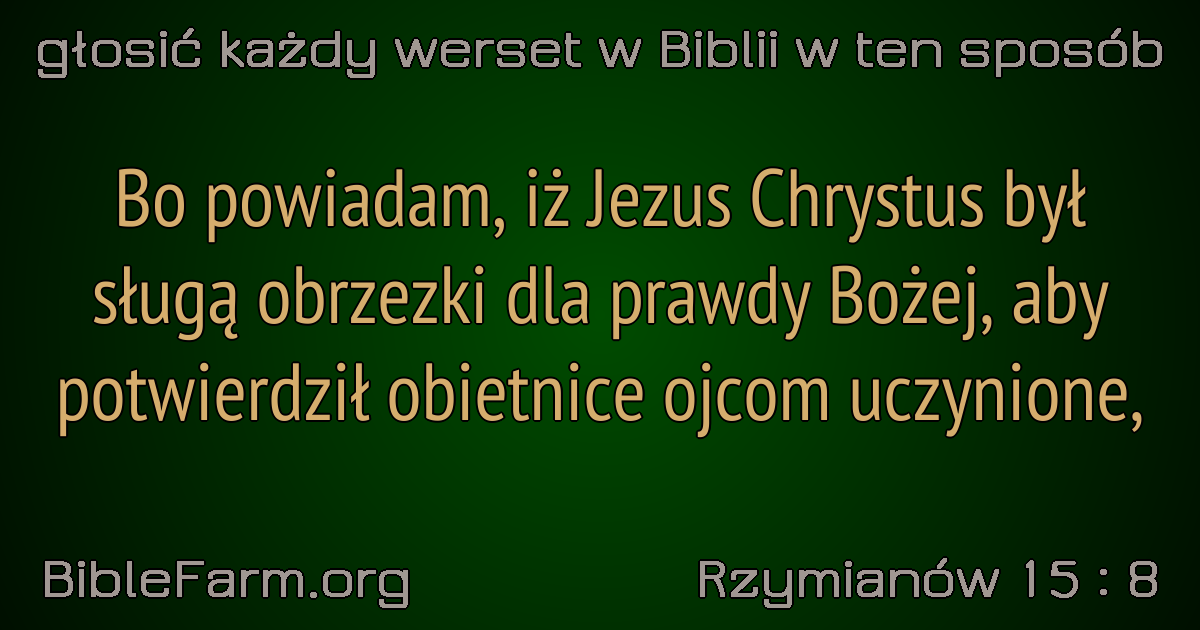 głosić każdy werset w Biblii w ten sposób
Bo powiadam, iż Jezus Chrystus był
sługą obrzezki dla prawdy Bożej, aby
potwierdził obietnice ojcom uczynione,
BibleFarm.org
Rzymianów 15 : 8